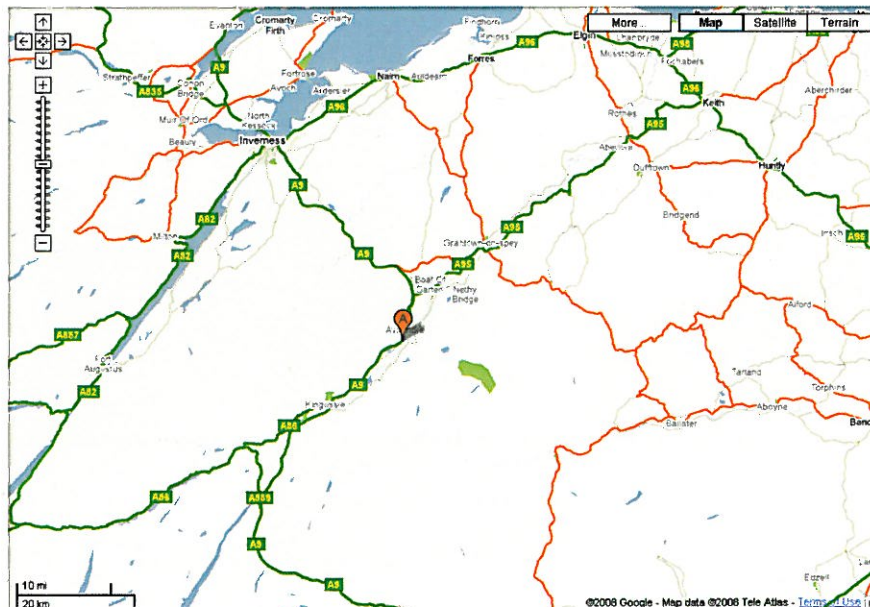 Evanton
Cromarty
Firth
Cromarty
Findhorn
Kinloss
More...
Map
Satellite
Terrain
Elgin
Lhanbryde
Mosstodloch
A98
Fochabers
A96
Strathpeffer
A9
Conon
Bridge
Fortrose
Avoch
Ardersier
Nairn
Auldearn
Forres
A96
Keith
Aberchirder
A835
Muir Of Ord
North
Kessock
A96
Rothes
A95
Beauly
Inverness
Aberlour
Dufftown
Huntly
A9
A82
Milton
A82
A9
Grantown-on-Spey
A95
Bridgend
Insch
A96
A95
Boat Of
Garten
Nethy
Bridge
Alford
A
A887
Fort
Augustus
A82
A9
Kingussie
Tarland
Torphins
Aboyne
Ballater
A86
A86
A889
A9
A9
Edzell
10 mi
20 km
©2008 Google - Map data ©2008 Tele Atlas - Terms of Use